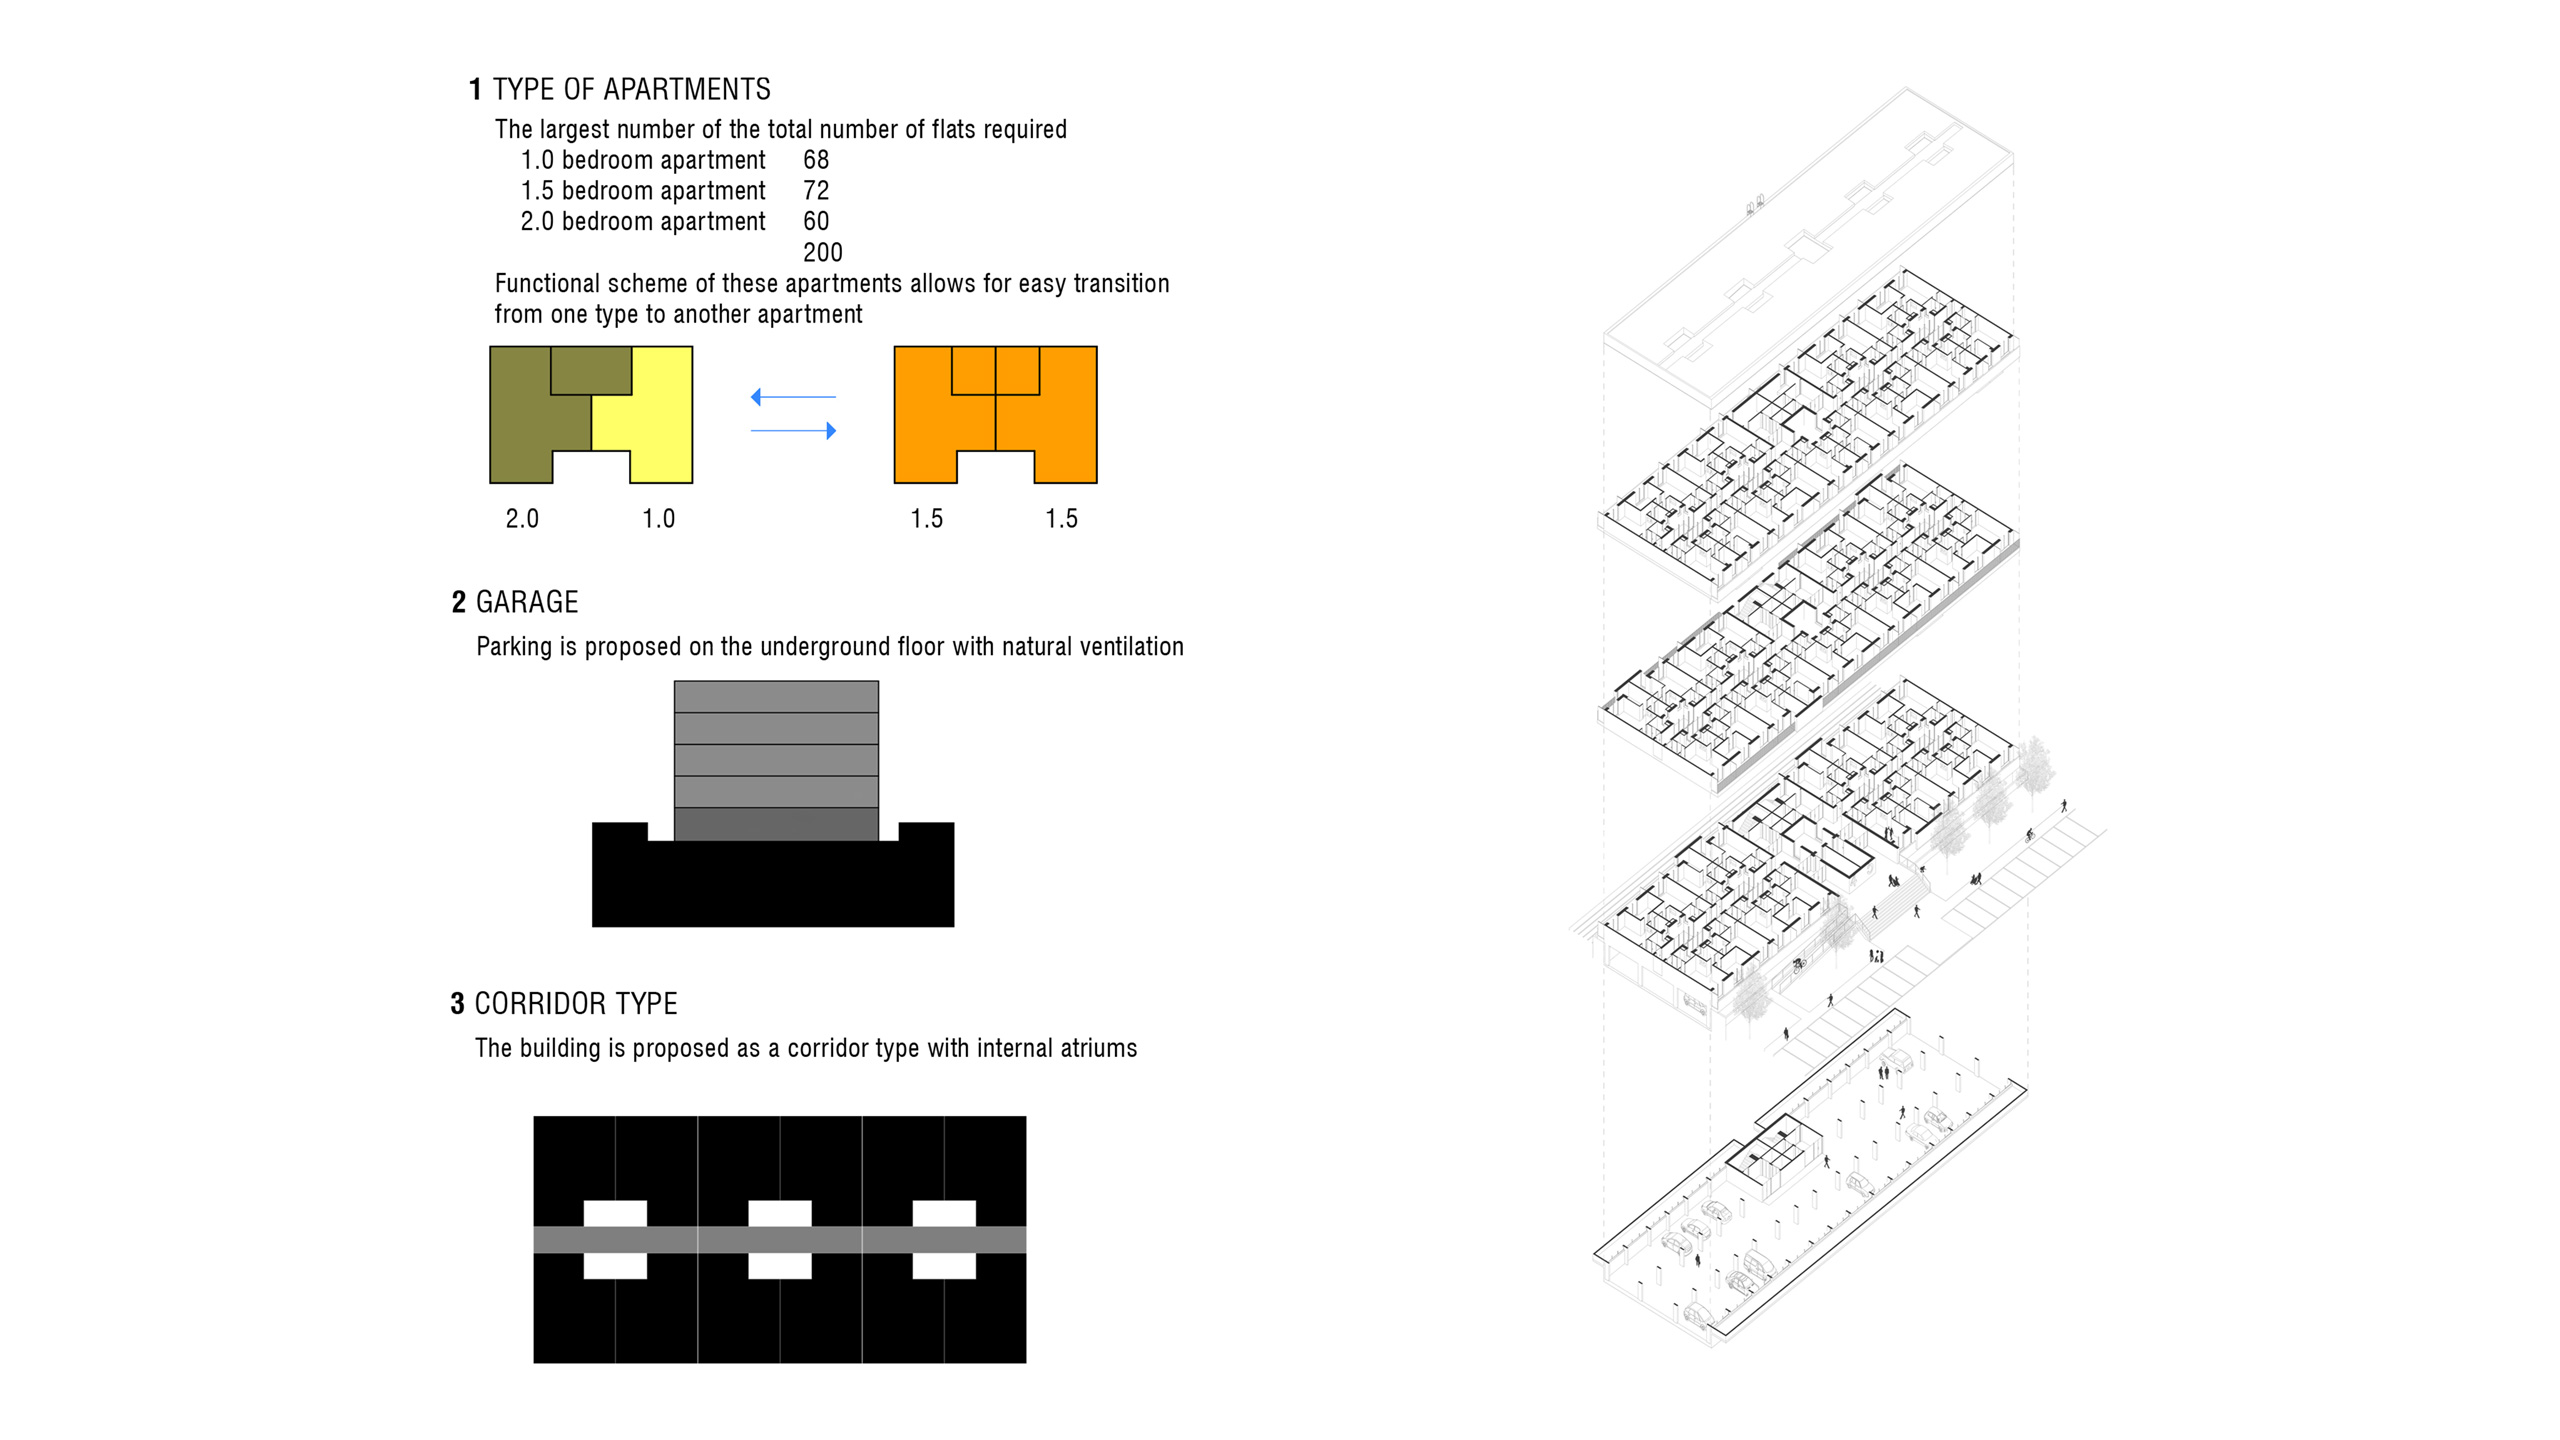 1 TYPE OF APARTMENTS
The largest number of the total number of flats required
1.0 bedroom apartment 68
1.5 bedroom apartment 72
2.0 bedroom apartment 60
200
Functional scheme of these apartments allows for easy transition
from one type to another apartment
2.0 1.0 1.5 1.5
2 GARAGE
Parking is proposed on the underground floor with natural ventilation
3 CORRIDOR TYPE
The building is proposed as a corridor type with internal atriums